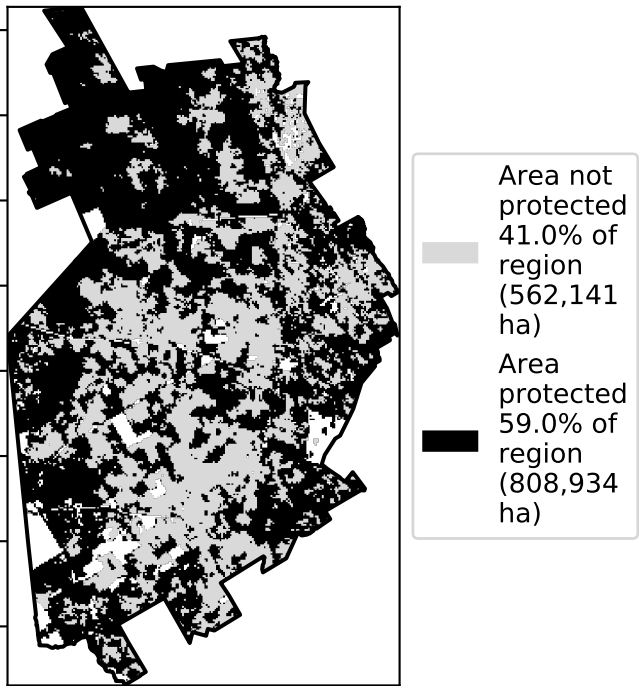 Area not
protected
41.0% of
region
(562,141
ha)
Area
protected
59.0% of
region
(808,934
ha)